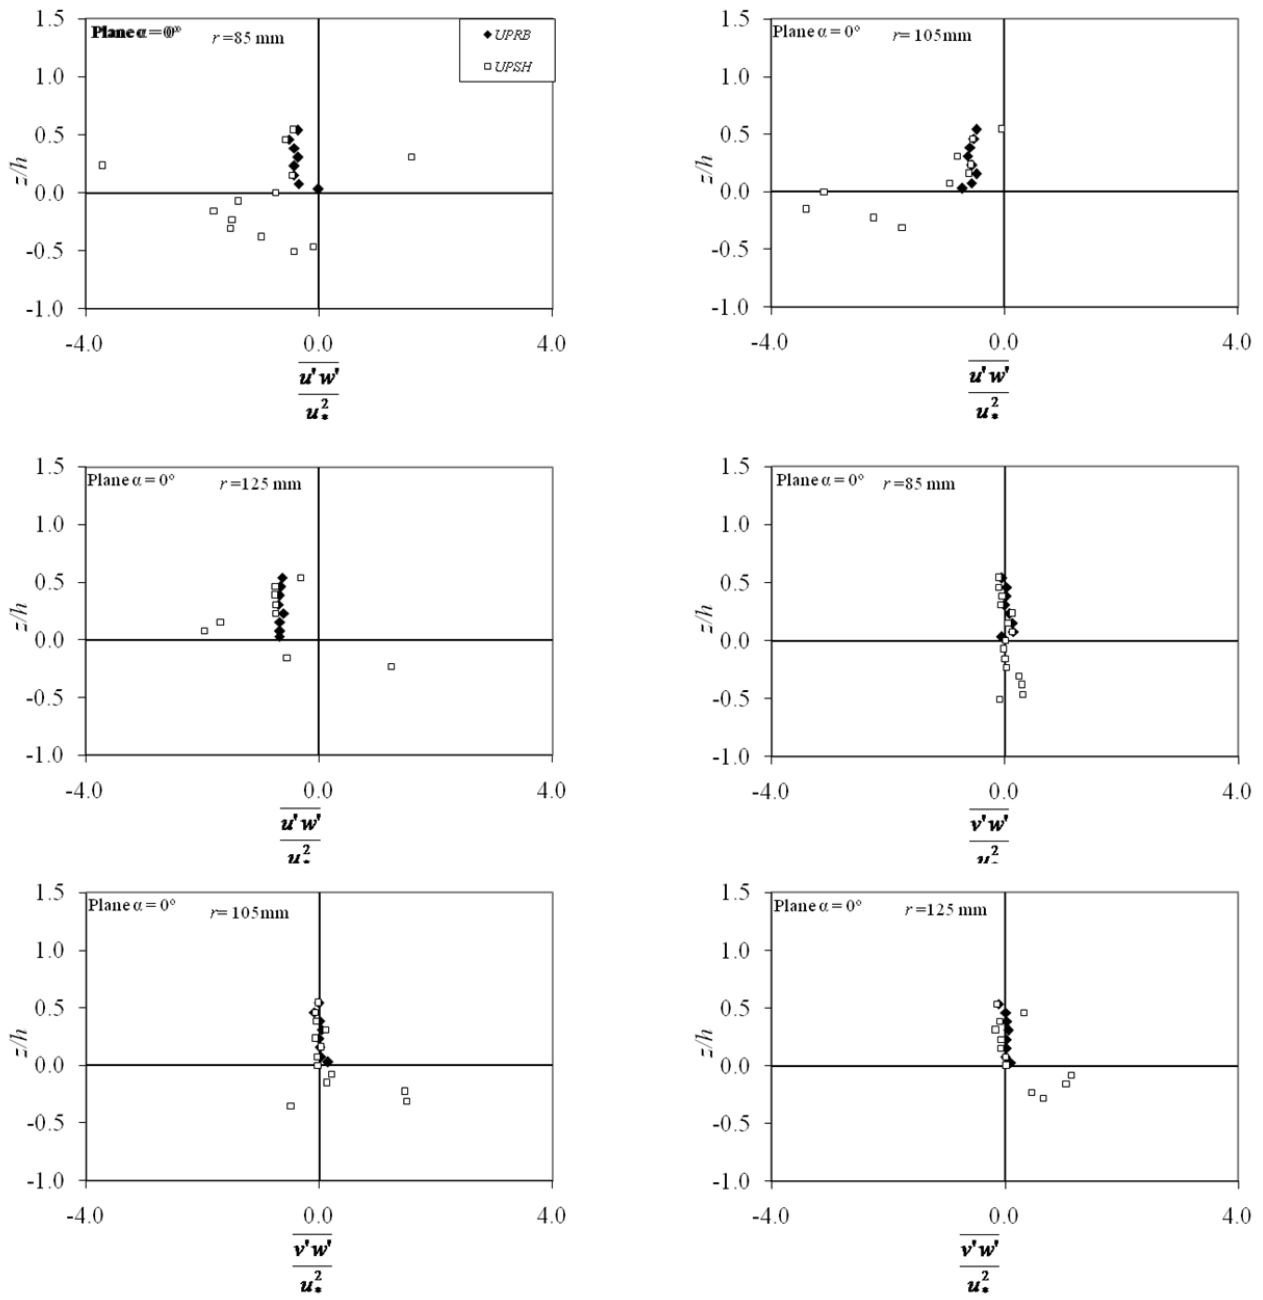 1.5
Plane α = 0°
r =85 mm
UPRB
UPSH
1.0
0.5
0.0
-0.5
-1.0
z/h
-4.0 0.0 4.0
u'w'
u*²
1.5
Plane α = 0°
r= 105mm
1.0
0.5
0.0
-0.5
-1.0
z/h
-4.0 0.0 4.0
u'w'
u*²
1.5
Plane α = 0°
r =125 mm
1.0
0.5
0.0
-0.5
-1.0
z/h
-4.0 0.0 4.0
u'w'
u*²
1.5
Plane α = 0°
r =85 mm
1.0
0.5
0.0
-0.5
-1.0
z/h
-4.0 0.0 4.0
v'w'
u*²
1.5
Plane α = 0°
r= 105mm
1.0
0.5
0.0
-0.5
-1.0
z/h
-4.0 0.0 4.0
v'w'
u*²
1.5
Plane α = 0°
r =125 mm
1.0
0.5
0.0
-0.5
-1.0
z/h
-4.0 0.0 4.0
v'w'
u*²